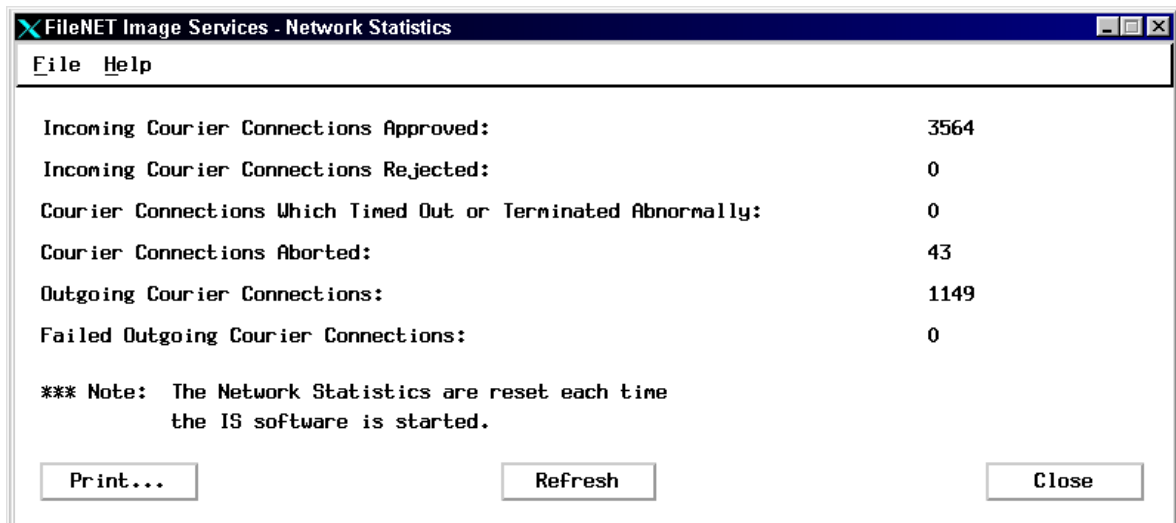 FileNET Image Services - Network Statistics
File Help
Incoming Courier Connections Approved: 3564
Incoming Courier Connections Rejected: 0
Courier Connections Which Timed Out or Terminated Abnormally: 0
Courier Connections Aborted: 43
Outgoing Courier Connections: 1149
Failed Outgoing Courier Connections: 0
*** Note: The Network Statistics are reset each time
the IS software is started.
Print... Refresh Close